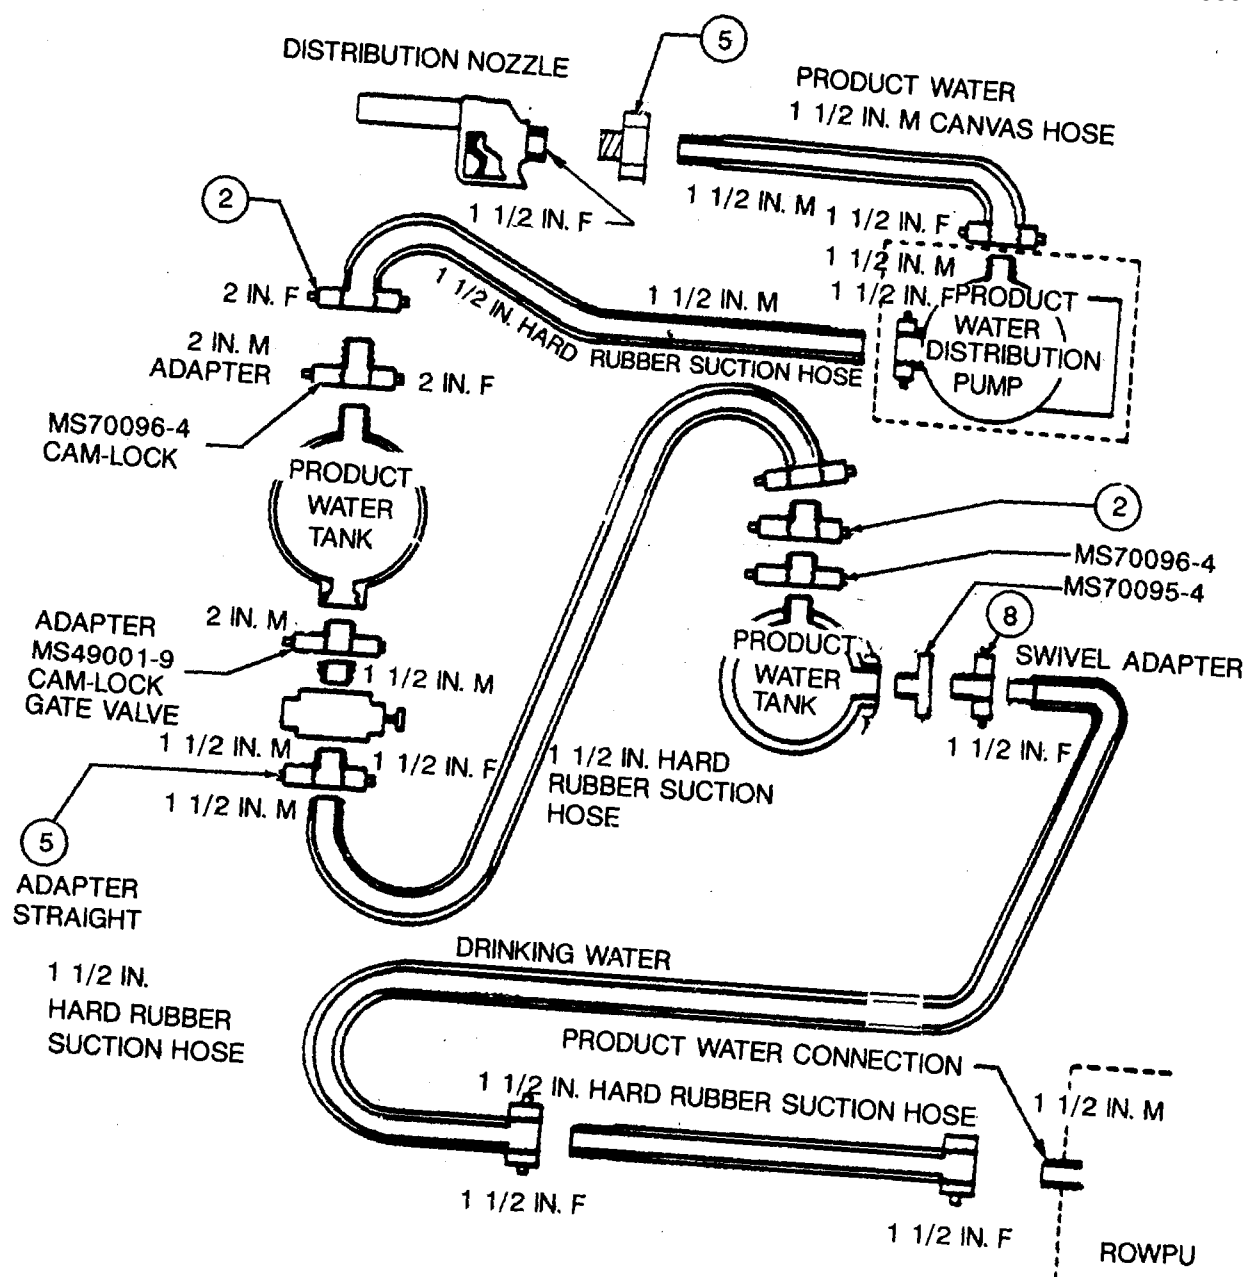 5
DISTRIBUTION NOZZLE
PRODUCT WATER
1 1/2 IN. M CANVAS HOSE
2
1 1/2 IN. F
1 1/2 IN. M
1 1/2 IN. F
1 1/2 IN. M
1 1/2 IN. F
PRODUCT
WATER
DISTRIBUTION
PUMP
2 IN. F
1 1/2 IN. HARD RUBBER SUCTION HOSE
1 1/2 IN. M
2 IN. M
ADAPTER
2 IN. F
MS70096-4
CAM-LOCK
PRODUCT
WATER
TANK
2
MS70096-4
MS70095-4
8
SWIVEL ADAPTER
ADAPTER
MS49001-9
CAM-LOCK
GATE VALVE
2 IN. M
1 1/2 IN. M
PRODUCT
WATER
TANK
1 1/2 IN. F
1 1/2 IN. M
1 1/2 IN. F
1 1/2 IN. HARD
RUBBER SUCTION
HOSE
1 1/2 IN. M
5
ADAPTER
STRAIGHT
1 1/2 IN.
HARD RUBBER
SUCTION HOSE
DRINKING WATER
PRODUCT WATER CONNECTION
1 1/2 IN. HARD RUBBER SUCTION HOSE
1 1/2 IN. M
1 1/2 IN. F
1 1/2 IN. F
ROWPU